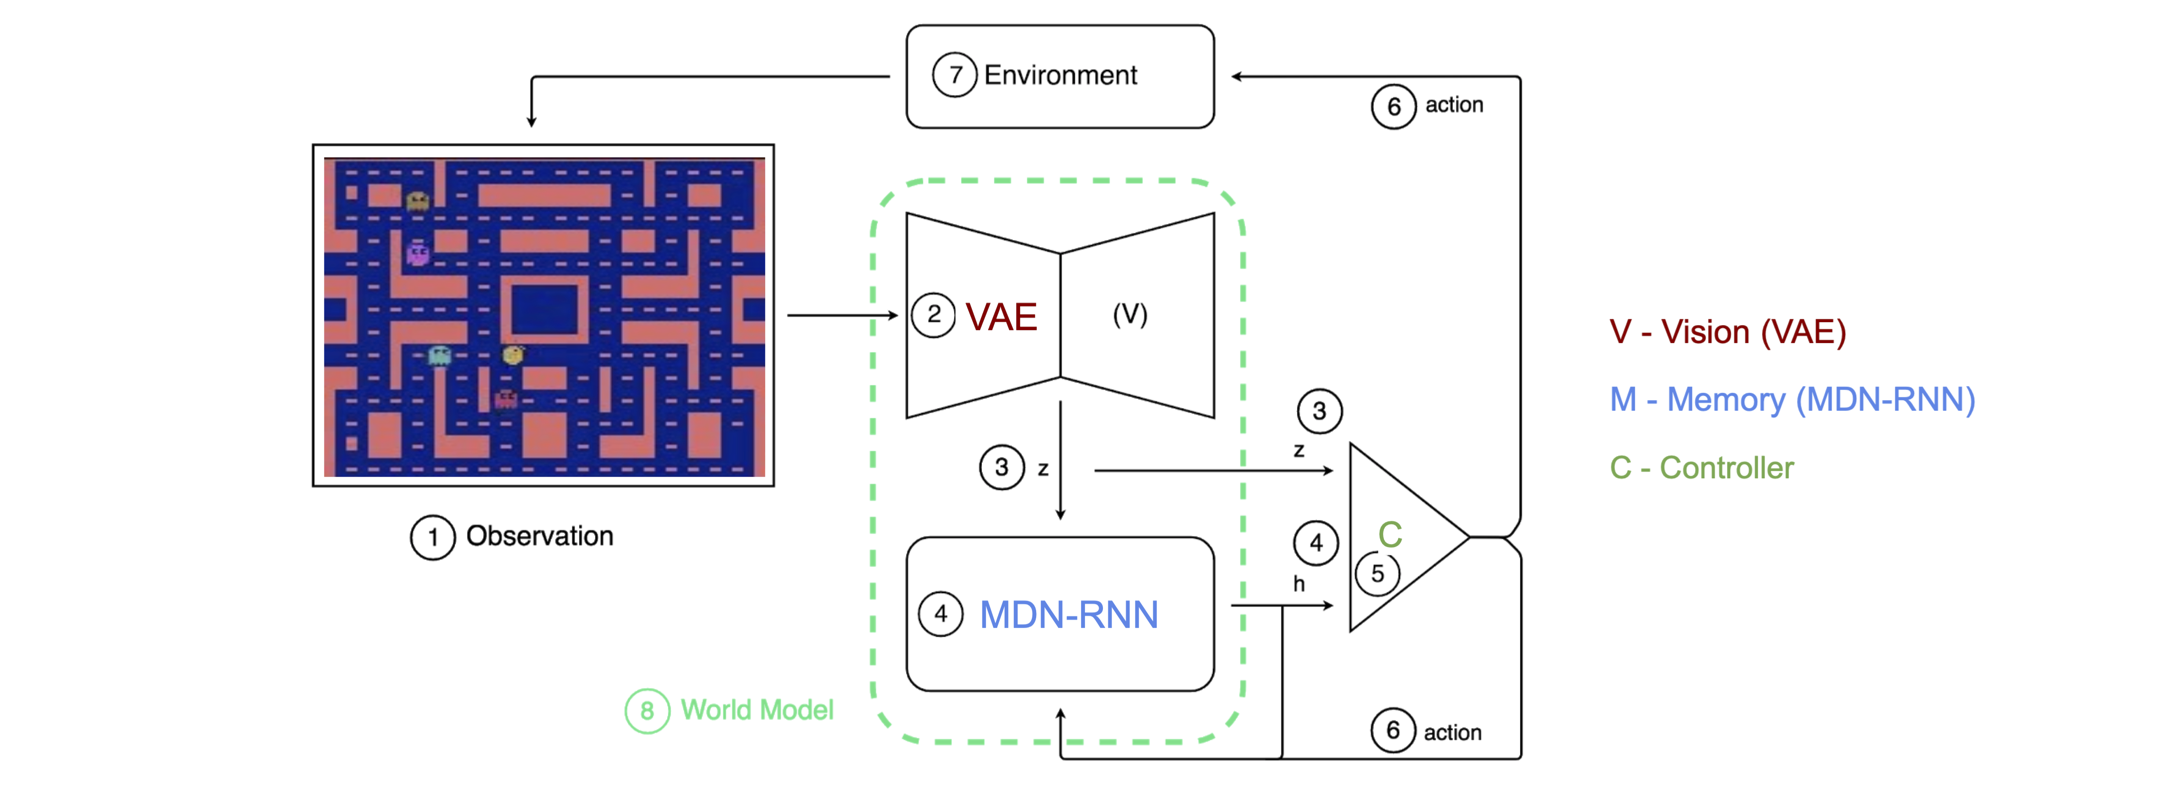 7 Environment
6 action
2 VAE
(V)
V - Vision (VAE)
M - Memory (MDN-RNN)
C - Controller
3
z
3 z
1 Observation
4
h
C
5
4 MDN-RNN
8 World Model
6 action